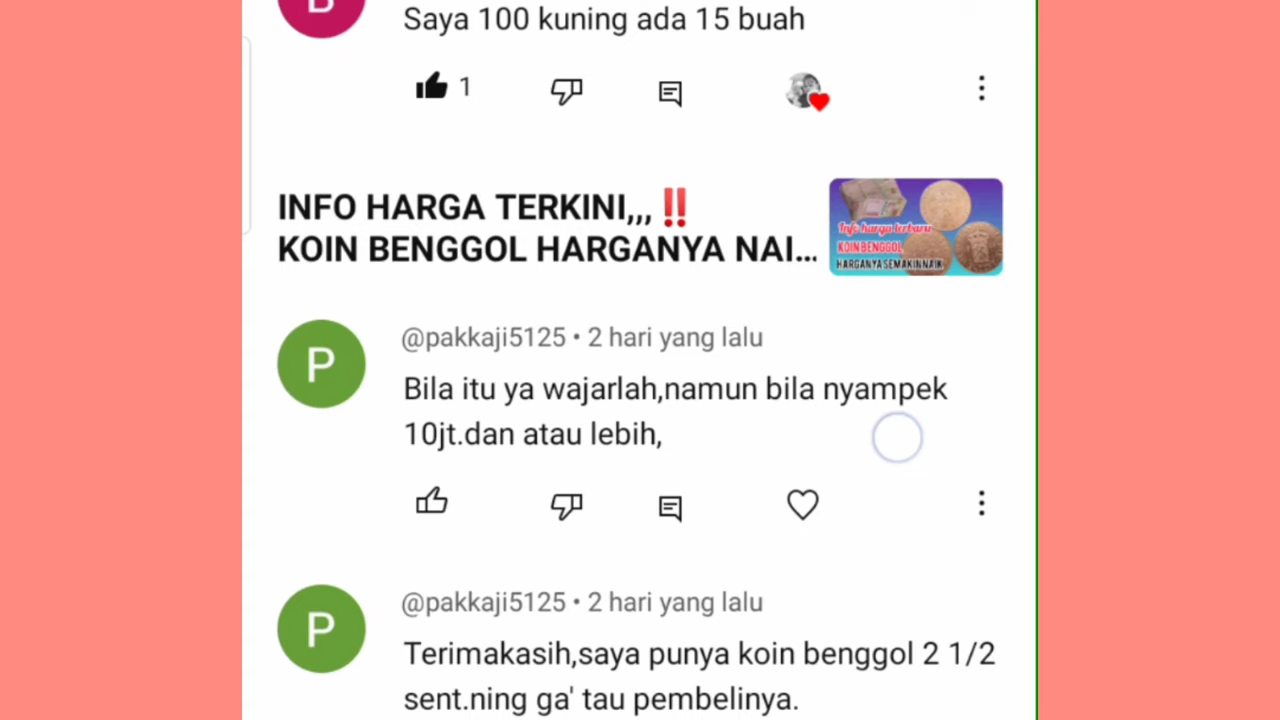 B
Saya 100 kuning ada 15 buah
1
INFO HARGA TERKINI,,,‼️
KOIN BENGGOL HARGANYA NAI...
Info harga terbaru
KOIN BENGGOL
HARGANYA SEMAKIN NAIK
P
@pakkaji5125 • 2 hari yang lalu
Bila itu ya wajarlah,namun bila nyampek
10jt.dan atau lebih,
P
@pakkaji5125 • 2 hari yang lalu
Terimakasih,saya punya koin benggol 2 1/2
sent.ning ga' tau pembelinya.